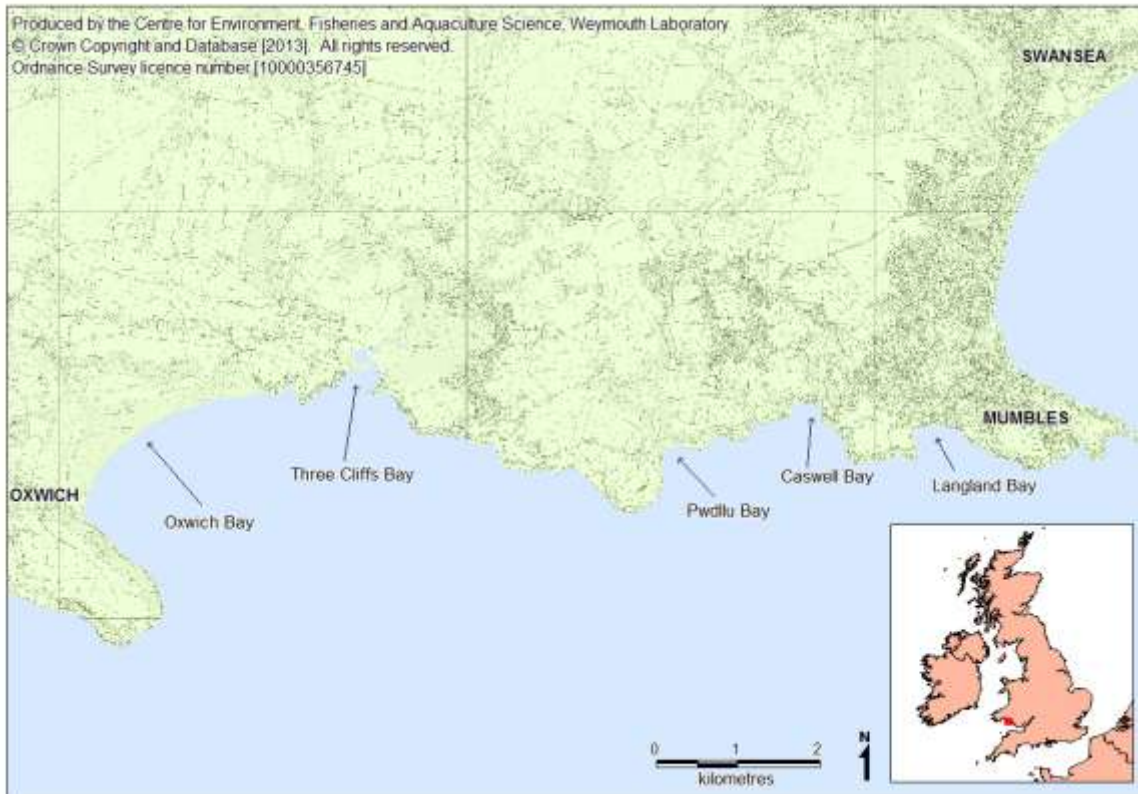 Produced by the Centre for Environment, Fisheries and Aquaculture Science, Weymouth Laboratory
© Crown Copyright and Database [2013]. All rights reserved.
Ordnance Survey licence number [10000356745]
SWANSEA
MUMBLES
Three Cliffs Bay
Caswell Bay
Langland Bay
OXWICH
Pwdllu Bay
Oxwich Bay
N
0 1 2
kilometres